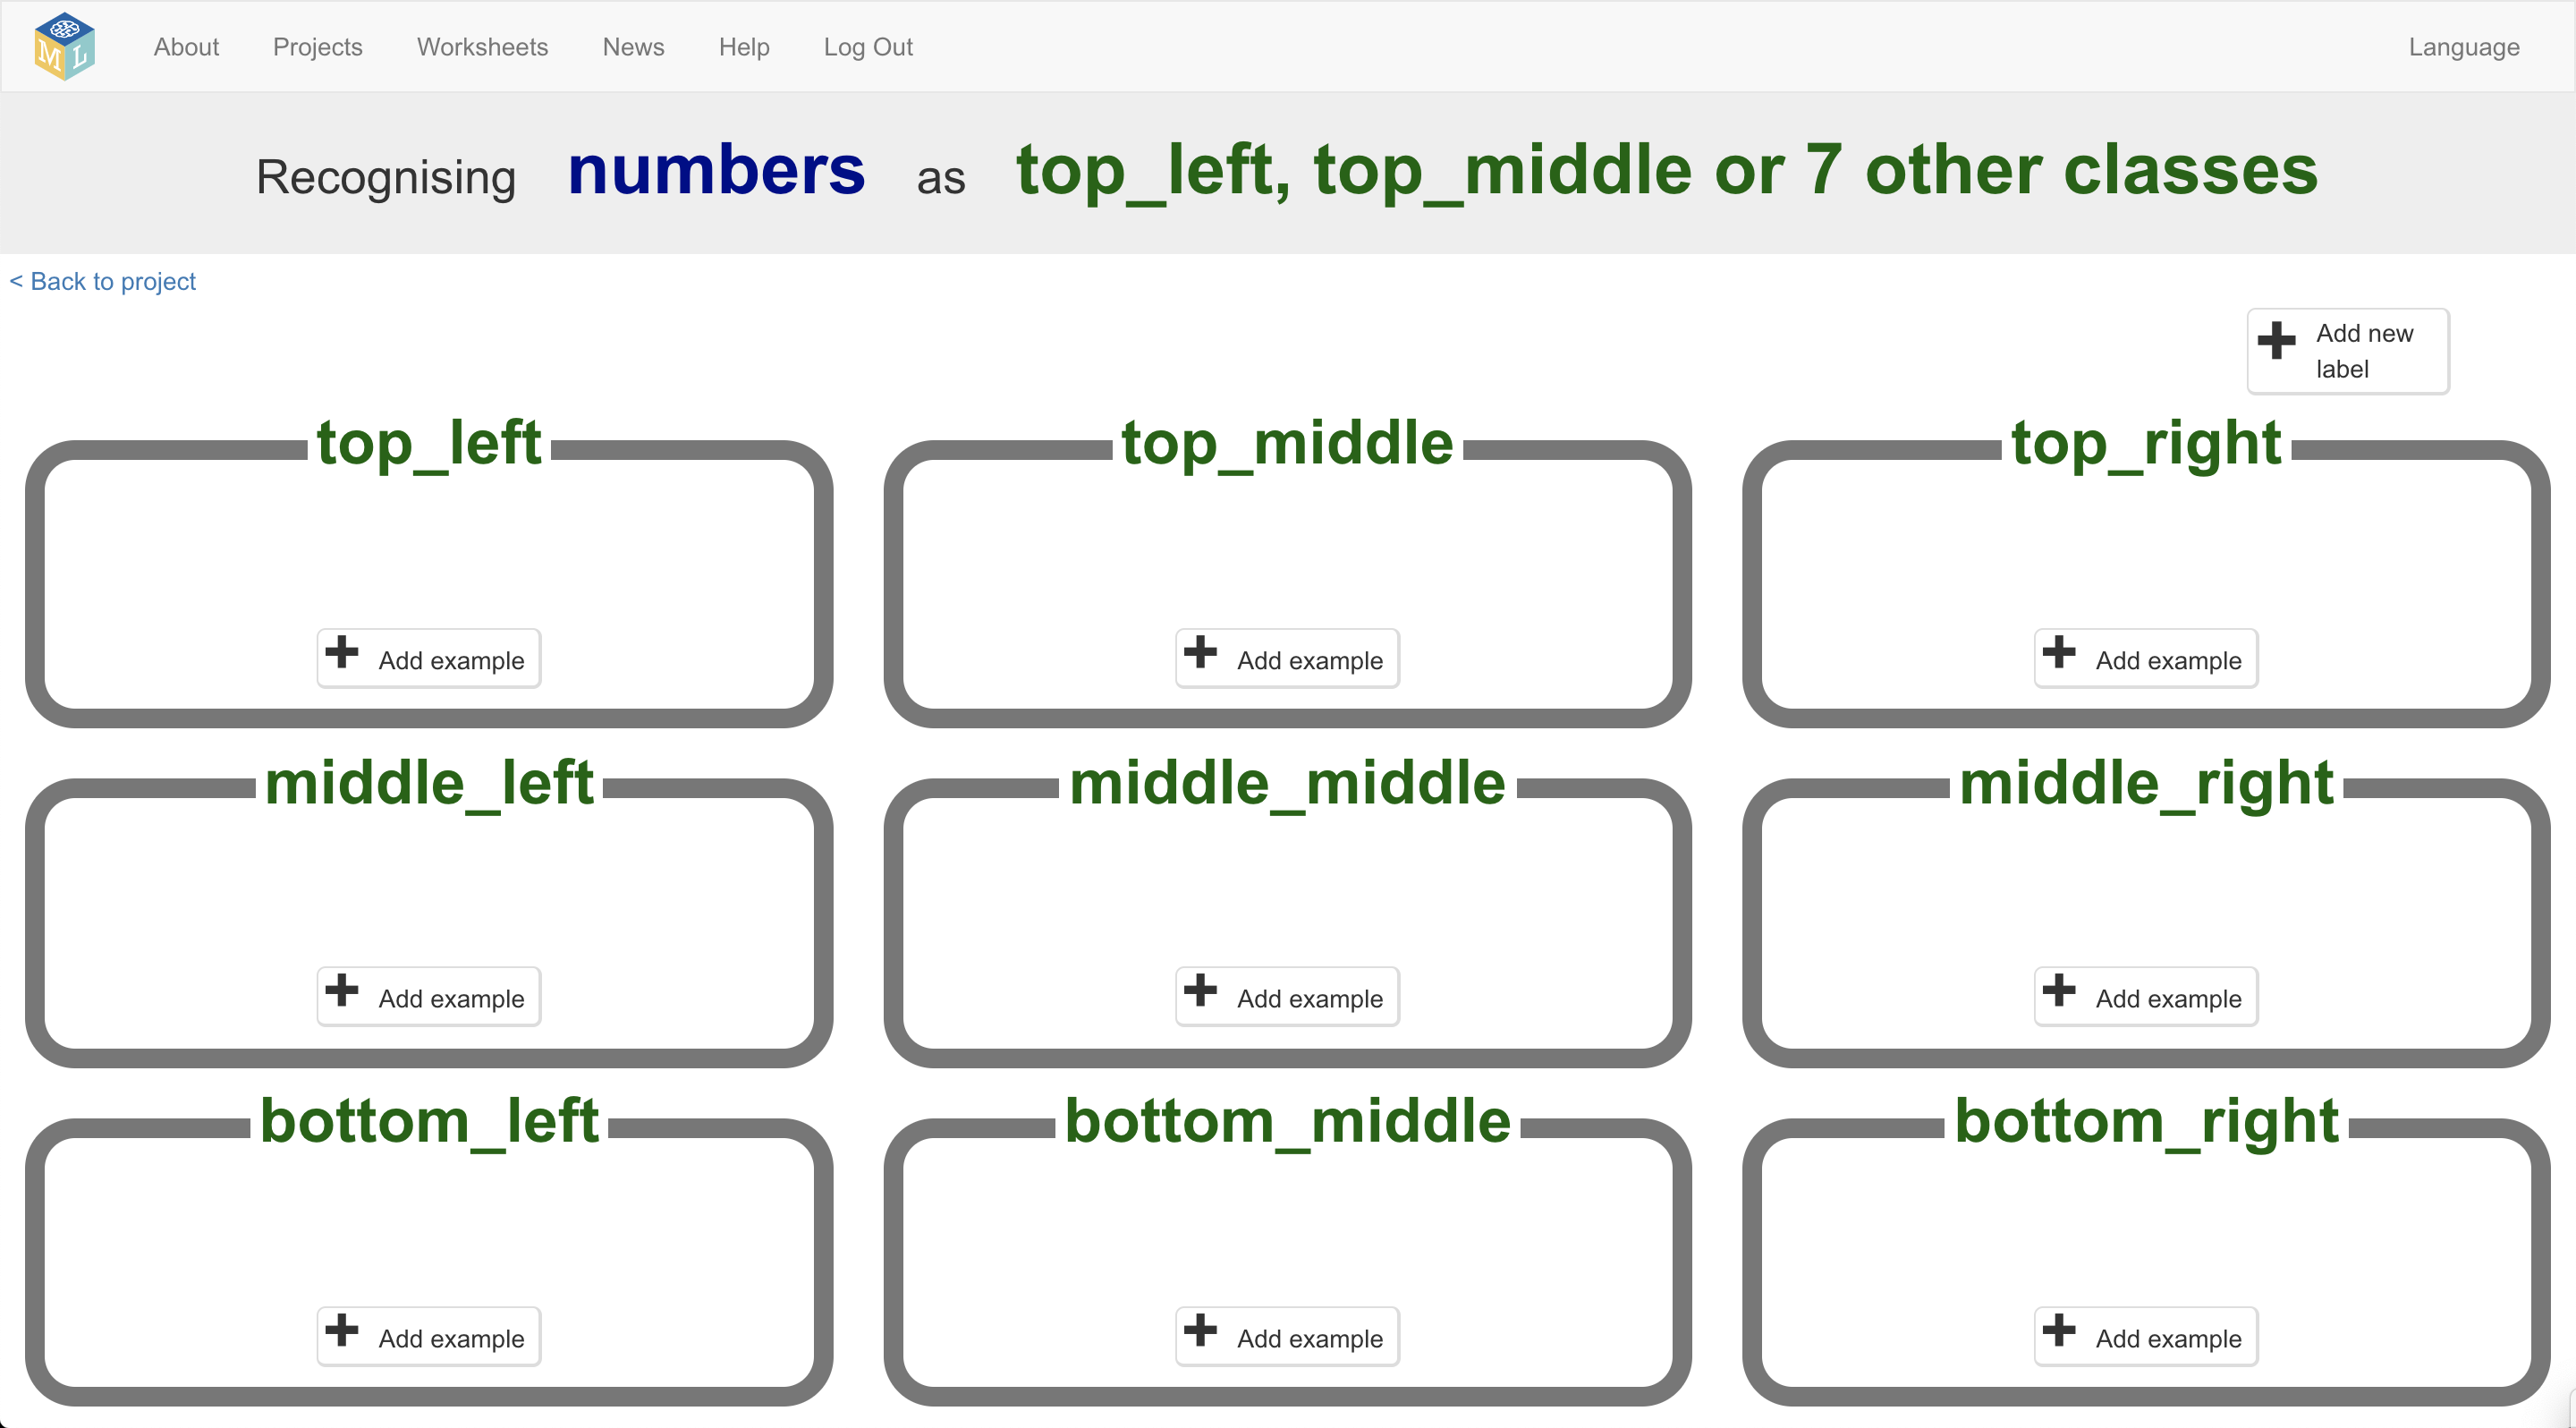 ML
About Projects Worksheets News Help Log Out Language
Recognising numbers as top_left, top_middle or 7 other classes
< Back to project
Add new
label
top_left top_middle top_right
Add example Add example Add example
middle_left middle_middle middle_right
Add example Add example Add example
bottom_left bottom_middle bottom_right
Add example Add example Add example